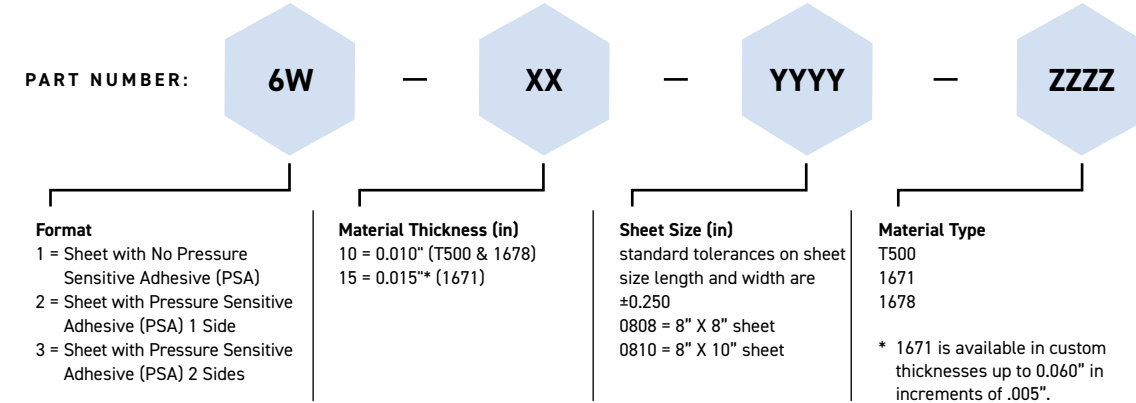 PART NUMBER:
6W — XX — YYYY — ZZZZ
Format
1 = Sheet with No Pressure
Sensitive Adhesive (PSA)
2 = Sheet with Pressure Sensitive
Adhesive (PSA) 1 Side
3 = Sheet with Pressure Sensitive
Adhesive (PSA) 2 Sides
Material Thickness (in)
10 = 0.010" (T500 & 1678)
15 = 0.015"* (1671)
Sheet Size (in)
standard tolerances on sheet
size length and width are
±0.250
0808 = 8” X 8” sheet
0810 = 8” X 10” sheet
Material Type
T500
1671
1678
* 1671 is available in custom
thicknesses up to 0.060” in
increments of .005”.